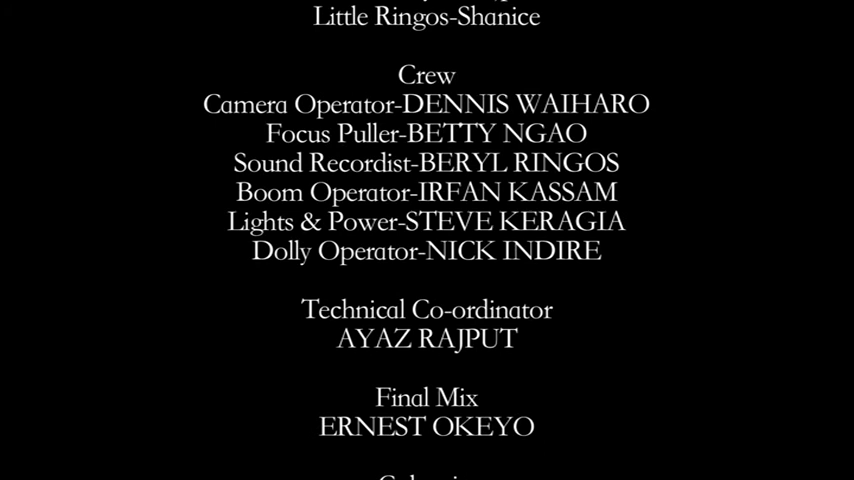 Little Ringos-Shanice
Crew
Camera Operator-DENNIS WAIHARO
Focus Puller-BETTY NGAO
Sound Recordist-BERYL RINGOS
Boom Operator-IRFAN KASSAM
Lights & Power-STEVE KERAGIA
Dolly Operator-NICK INDIRE
Technical Co-ordinator
AYAZ RAJPUT
Final Mix
ERNEST OKEYO